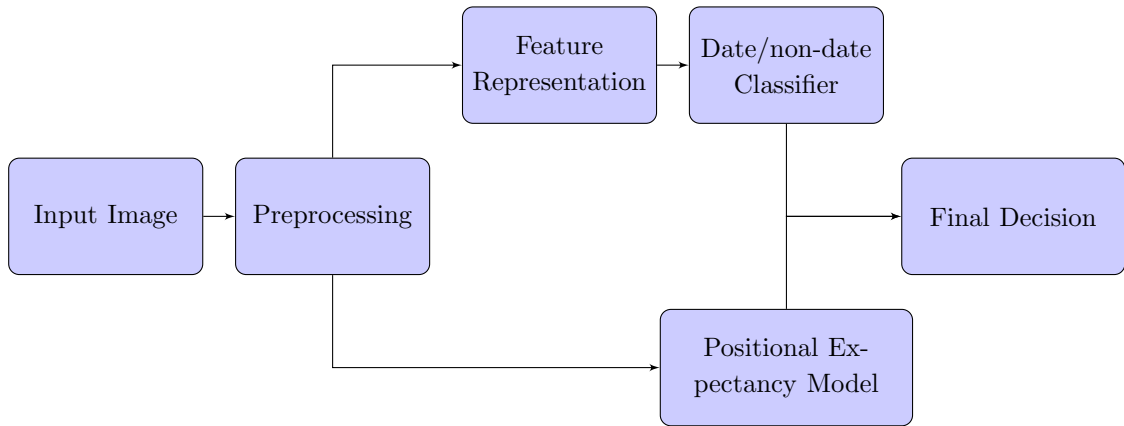 Feature
Representation
Date/non-date
Classifier
Input Image
Preprocessing
Final Decision
Positional Ex-
pectancy Model